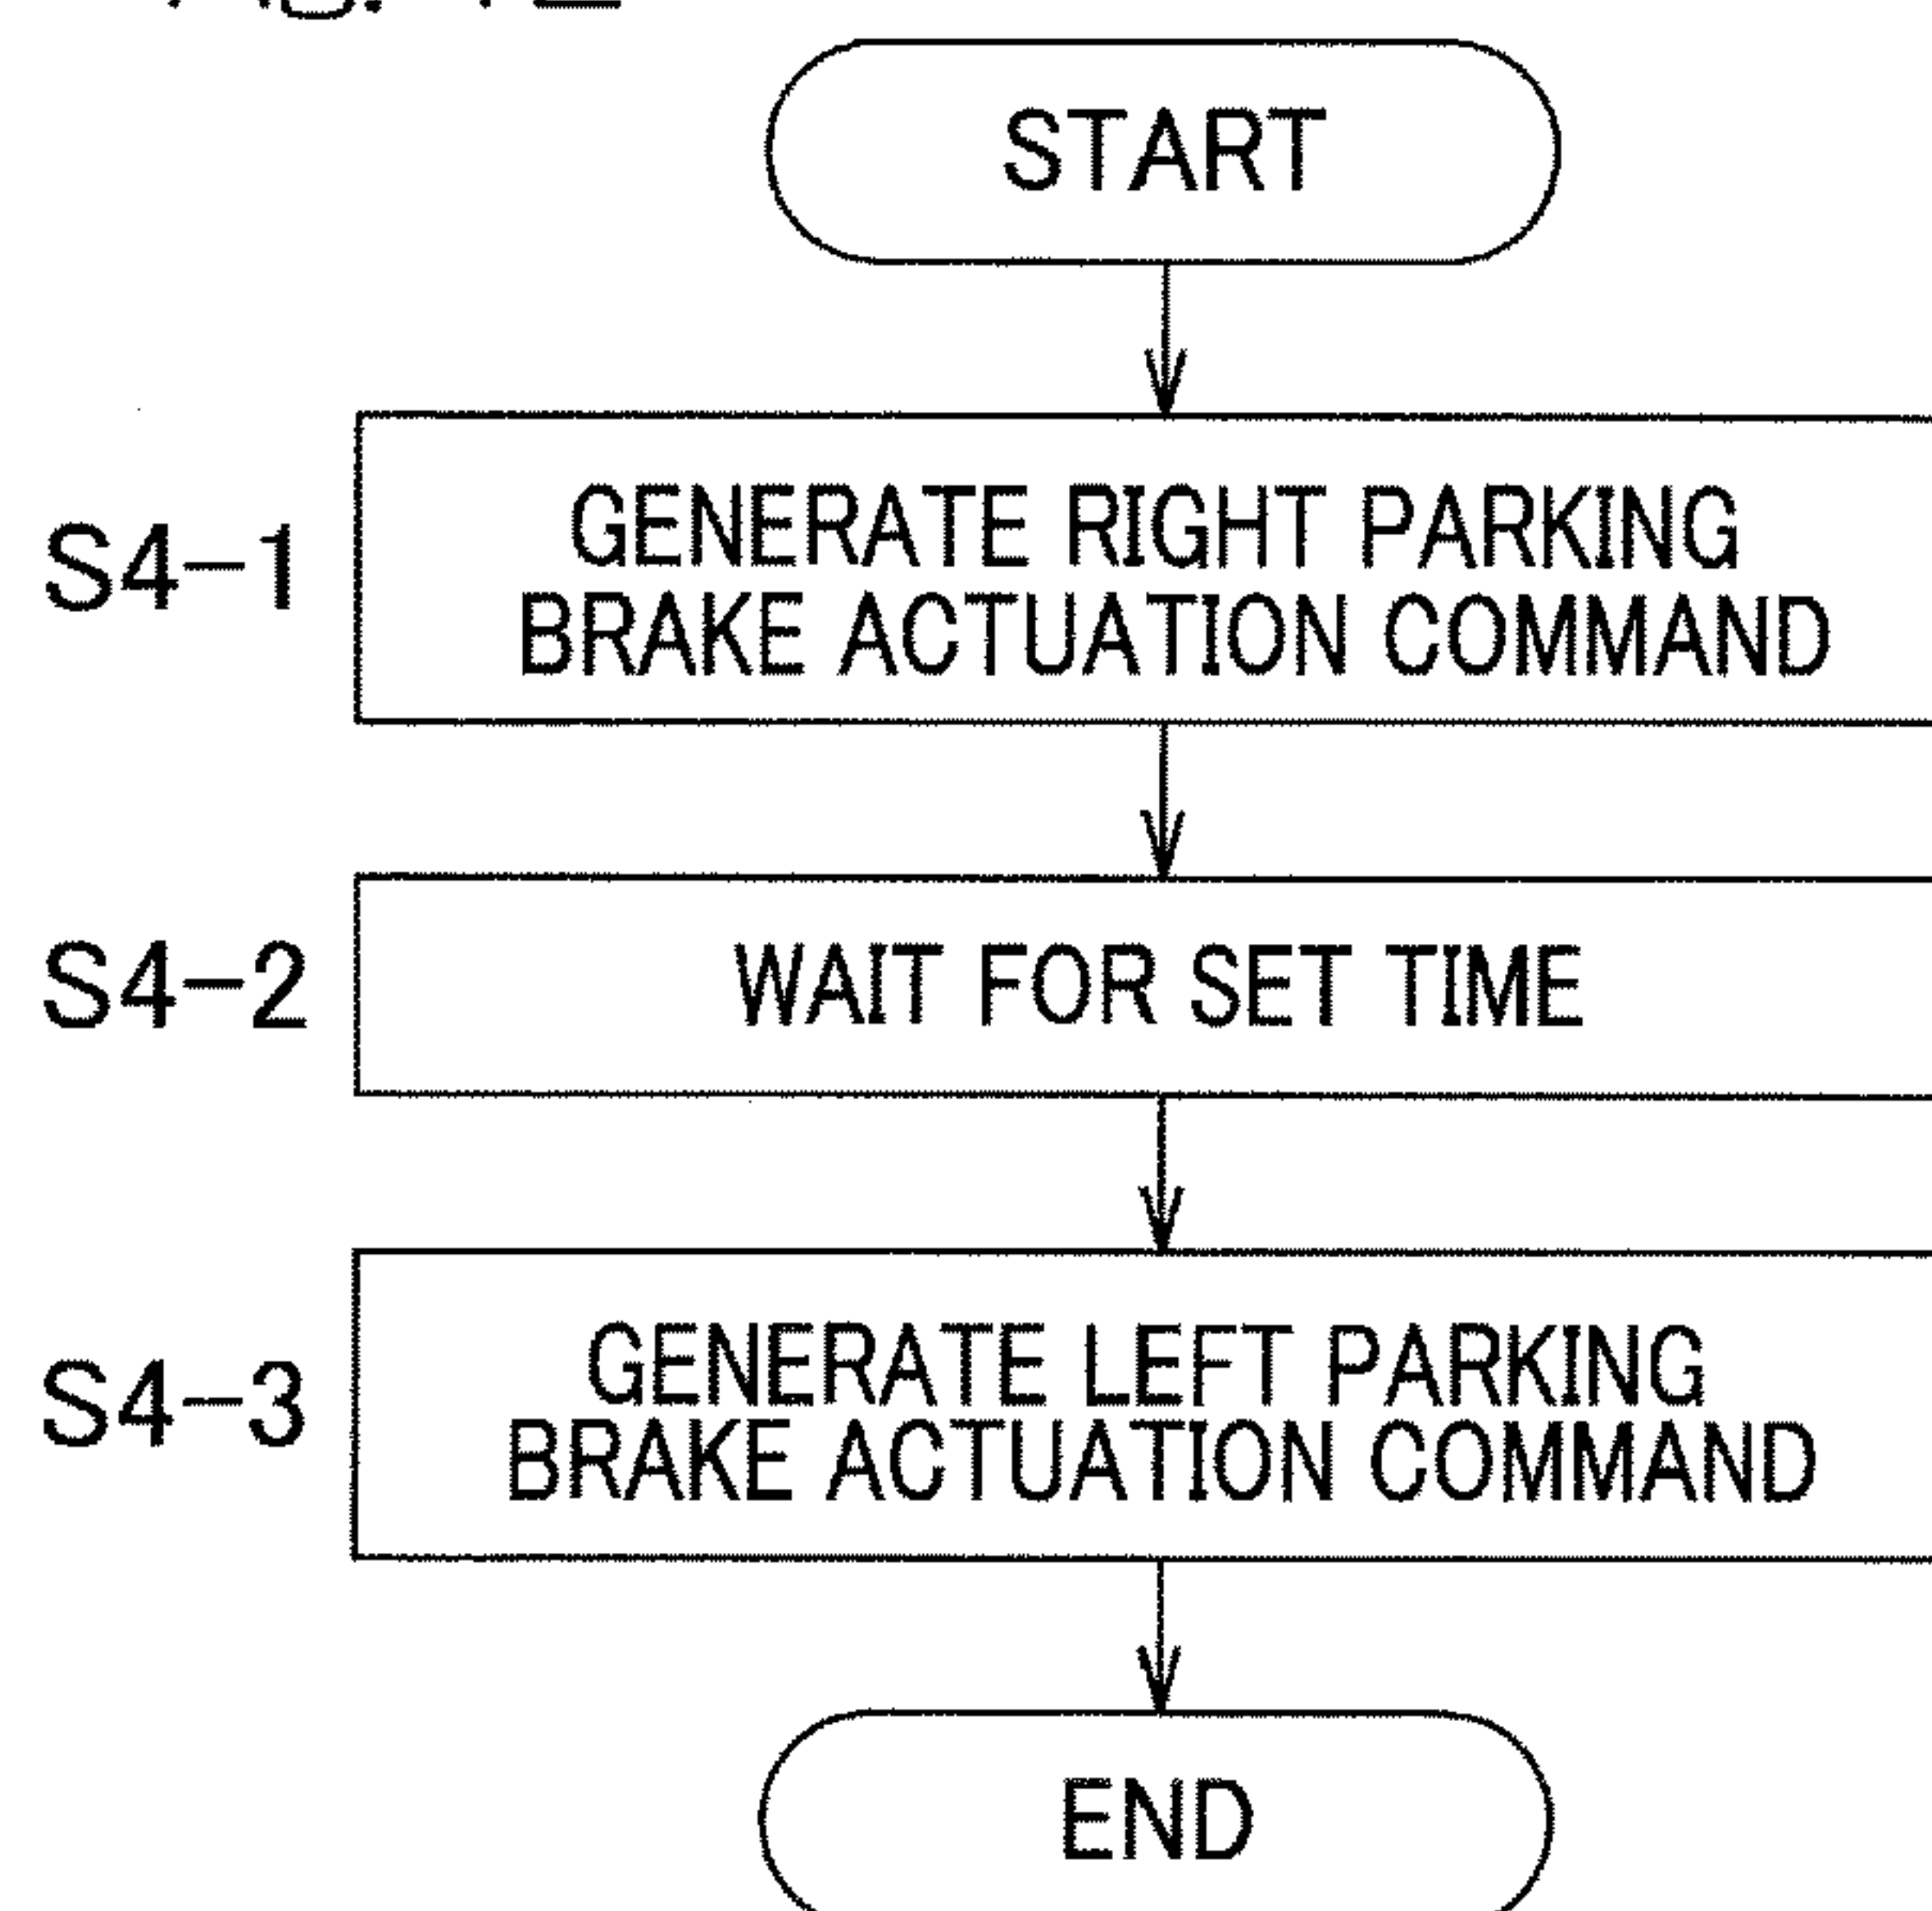 START
S4-1
GENERATE RIGHT PARKING
BRAKE ACTUATION COMMAND
S4-2
WAIT FOR SET TIME
S4-3
GENERATE LEFT PARKING
BRAKE ACTUATION COMMAND
END